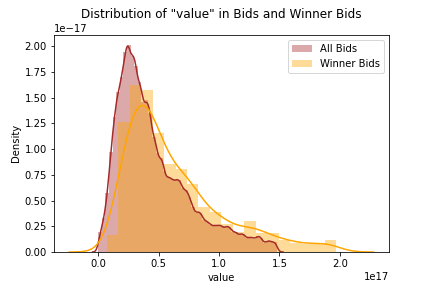 Distribution of "value" in Bids and Winner Bids
1e−17
2.00
1.75
1.50
1.25
1.00
0.75
0.50
0.25
0.00
Density
All Bids
Winner Bids
0.0
0.5
1.0
1.5
2.0
value
1e17